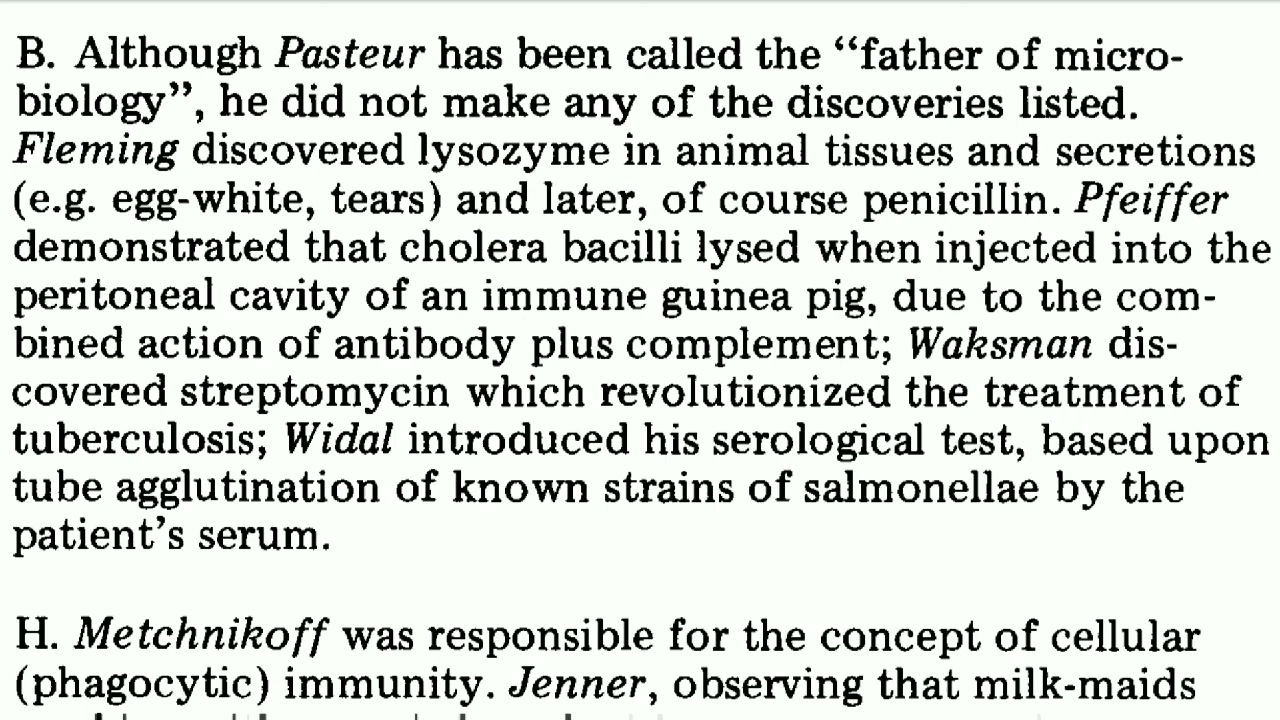 B. Although Pasteur has been called the “father of micro-
biology”, he did not make any of the discoveries listed.
Fleming discovered lysozyme in animal tissues and secretions
(e.g. egg-white, tears) and later, of course penicillin. Pfeiffer
demonstrated that cholera bacilli lysed when injected into the
peritoneal cavity of an immune guinea pig, due to the com-
bined action of antibody plus complement; Waksman dis-
covered streptomycin which revolutionized the treatment of
tuberculosis; Widal introduced his serological test, based upon
tube agglutination of known strains of salmonellae by the
patient’s serum.
H. Metchnikoff was responsible for the concept of cellular
(phagocytic) immunity. Jenner, observing that milk-maids